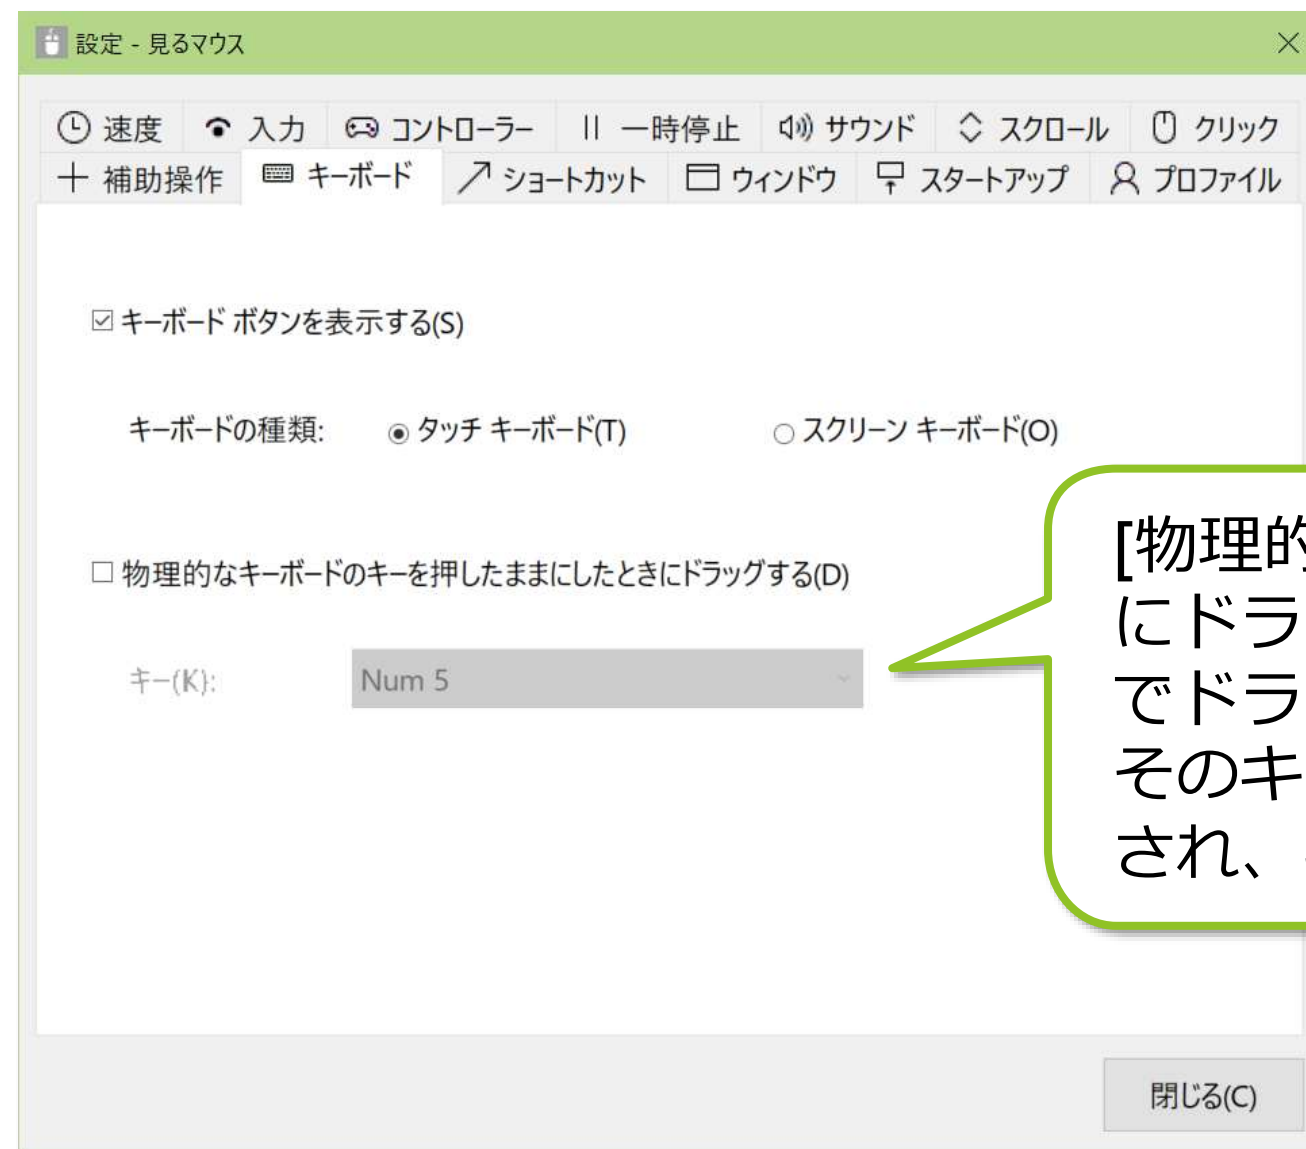 設定 - 見るマウス
速度 入力 コントローラー 一時停止 サウンド スクロール クリック
補助操作 キーボード ショートカット ウィンドウ スタートアップ プロファイル
キーボード ボタンを表示する(S)
キーボードの種類: タッチ キーボード(T) スクリーン キーボード(O)
物理的なキーボードのキーを押したままにしたときにドラッグする(D)
キー(K): Num 5
[物理的
にドラ
でドラ
そのキ
され、
閉じる(C)